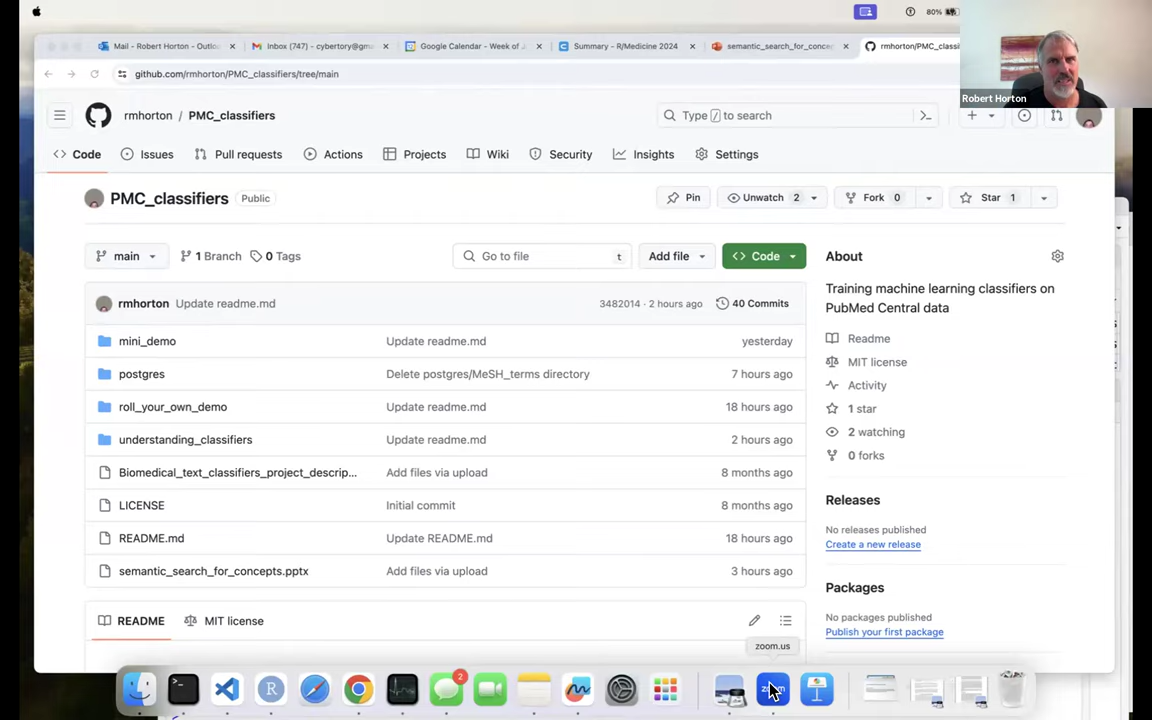 80%
Mail - Robert Horton - Outloo
Inbox (747) - cybertory@gma
Google Calendar - Week of J
Summary - R/Medicine 2024
semantic_search_for_conce
rmhorton/PMC_classifi
github.com/rmhorton/PMC_classifiers/tree/main
Robert Horton
rmhorton / PMC_classifiers
Type / to search
Code
Issues
Pull requests
Actions
Projects
Wiki
Security
Insights
Settings
PMC_classifiers
Public
Pin
Unwatch 2
Fork 0
Star 1
main
1 Branch
0 Tags
Go to file
t
Add file
Code
About
Training machine learning classifiers on
PubMed Central data
rmhorton Update readme.md 3482014 · 2 hours ago 40 Commits
mini_demo Update readme.md yesterday
postgres Delete postgres/MeSH_terms directory 7 hours ago
roll_your_own_demo Update readme.md 18 hours ago
understanding_classifiers Update readme.md 2 hours ago
Biomedical_text_classifiers_project_descrip... Add files via upload 8 months ago
LICENSE Initial commit 8 months ago
README.md Update README.md 18 hours ago
semantic_search_for_concepts.pptx Add files via upload 3 hours ago
Readme
MIT license
Activity
1 star
2 watching
0 forks
Releases
No releases published
Create a new release
Packages
No packages published
Publish your first package
README
MIT license
zoom.us
2
R